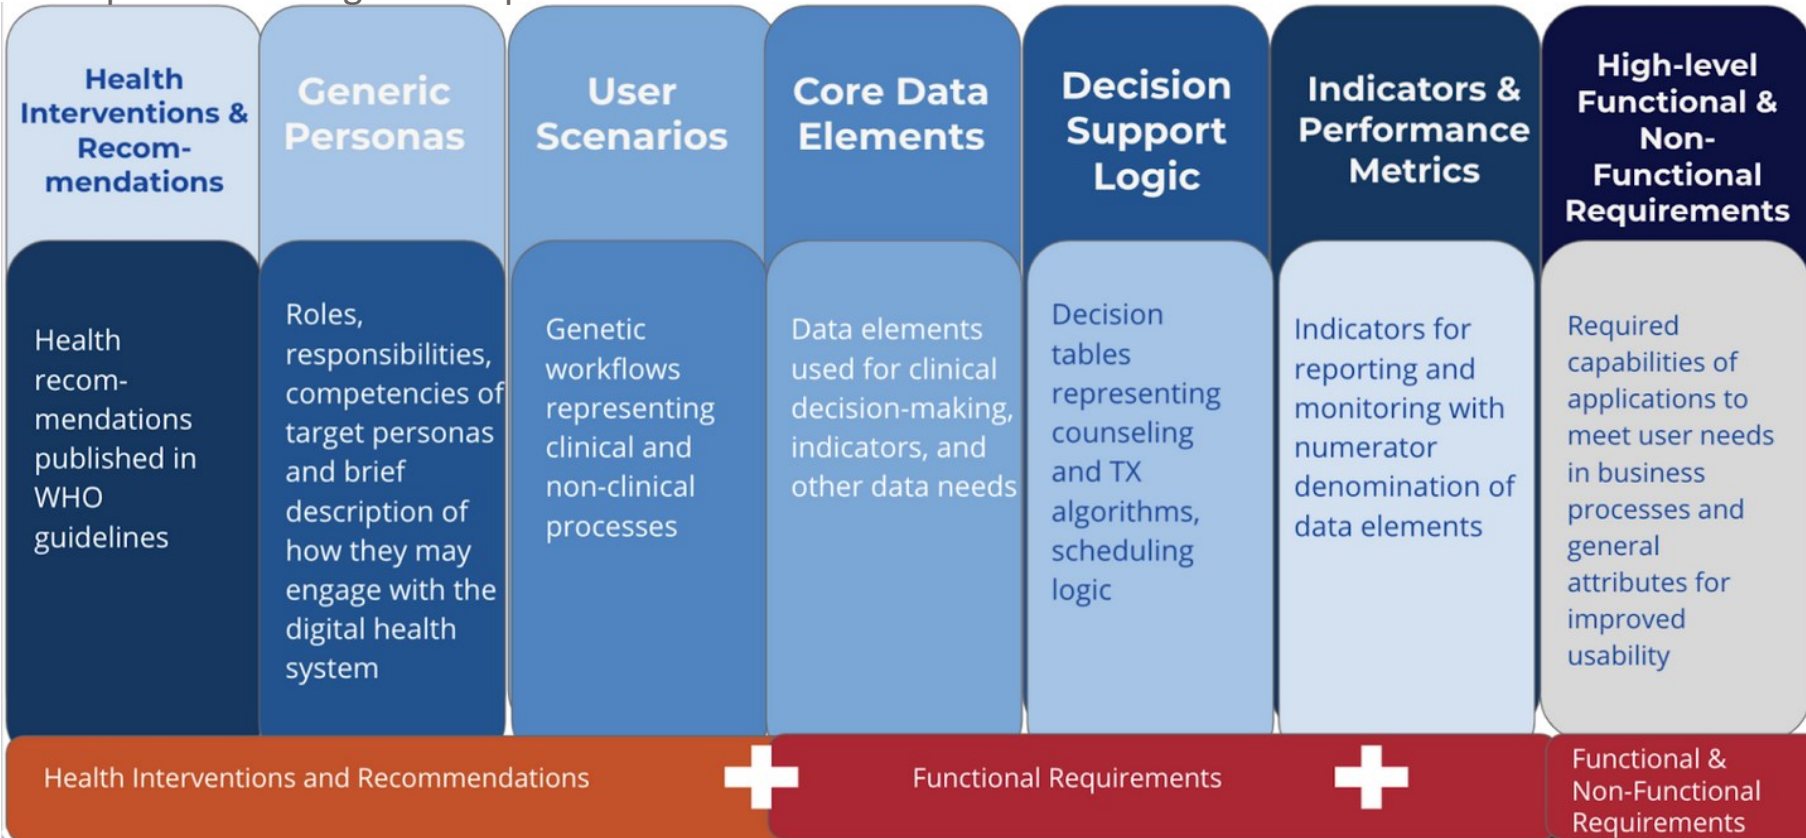 Health
Interventions &
Recom-
mendations
Generic
Personas
User
Scenarios
Core Data
Elements
Decision
Support
Logic
Indicators &
Performance
Metrics
High-level
Functional &
Non-
Functional
Requirements
Health
recom-
mendations
published in
WHO
guidelines
Roles,
responsibilities,
competencies of
target personas
and brief
description of
how they may
engage with the
digital health
system
Genetic
workflows
representing
clinical and
non-clinical
processes
Data elements
used for clinical
decision-making,
indicators, and
other data needs
Decision
tables
representing
counseling
and TX
algorithms,
scheduling
logic
Indicators for
reporting and
monitoring with
numerator
denomination of
data elements
Required
capabilities of
applications to
meet user needs
in business
processes and
general
attributes for
improved
usability
Health Interventions and Recommendations
Functional Requirements
Functional &
Non-Functional
Requirements